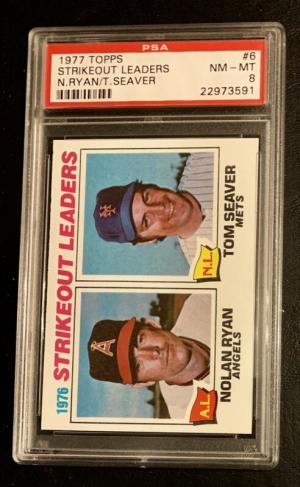 PSA
1977 TOPPS #6
STRIKEOUT LEADERS NM - MT
N.RYAN/T.SEAVER 8
22973591
1976 STRIKEOUT LEADERS
A.L.
NOLAN RYAN
ANGELS
N.L.
TOM SEAVER
METS